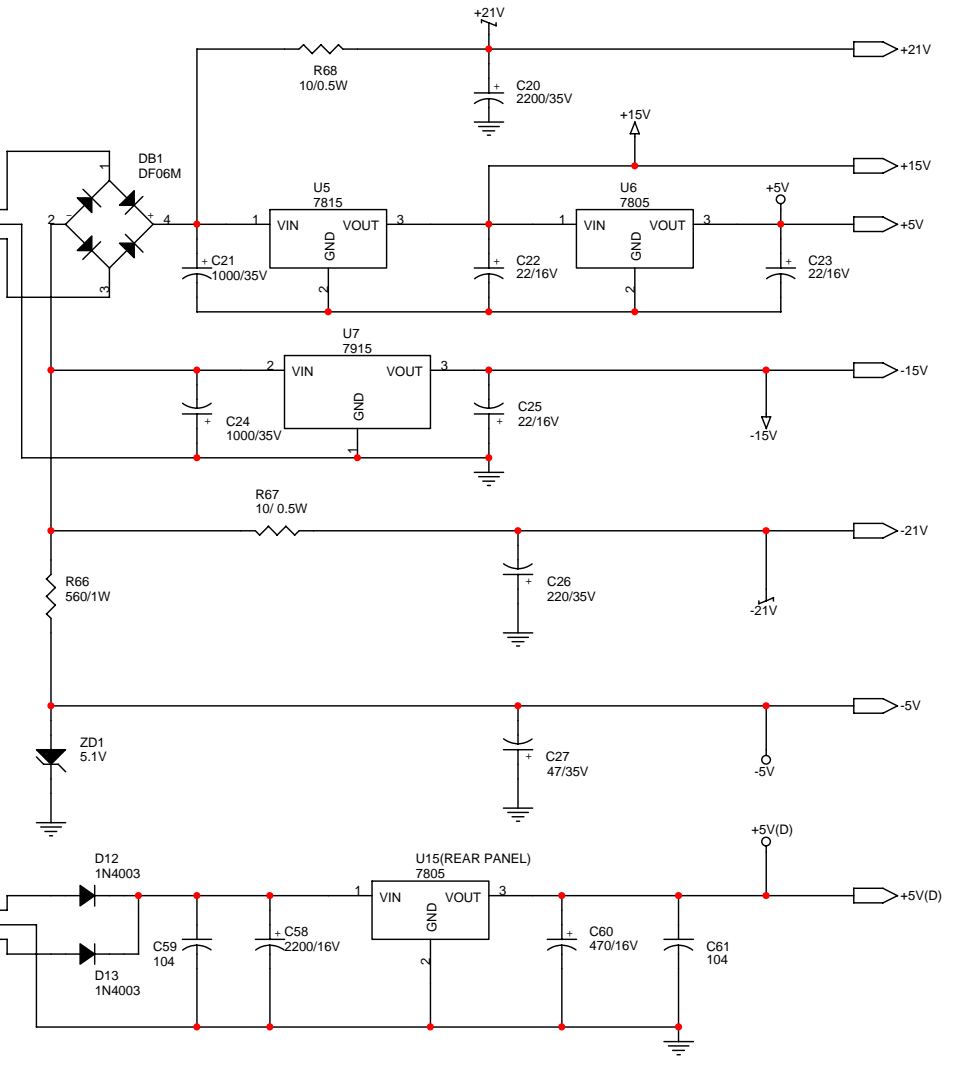 +21V
+21V
R68
10/0.5W
C20
2200/35V
+15V
+15V
DB1
DF06M
1
2
-
+
4
3
U5
7815
1
VIN
VOUT
3
GND
2
U6
7805
1
VIN
VOUT
3
GND
2
+5V
+5V
+
C21
1000/35V
+
C22
22/16V
+
C23
22/16V
U7
7915
2
VIN
VOUT
3
GND
1
-15V
C24
1000/35V
+
C25
22/16V
+
-15V
R67
10/ 0.5W
-21V
R66
560/1W
C26
220/35V
+
-21V
-5V
ZD1
5.1V
C27
47/35V
+
-5V
+5V(D)
D12
1N4003
U15(REAR PANEL)
7805
1
VIN
VOUT
3
GND
2
+5V(D)
C59
104
+
C58
2200/16V
+
C60
470/16V
C61
104
D13
1N4003